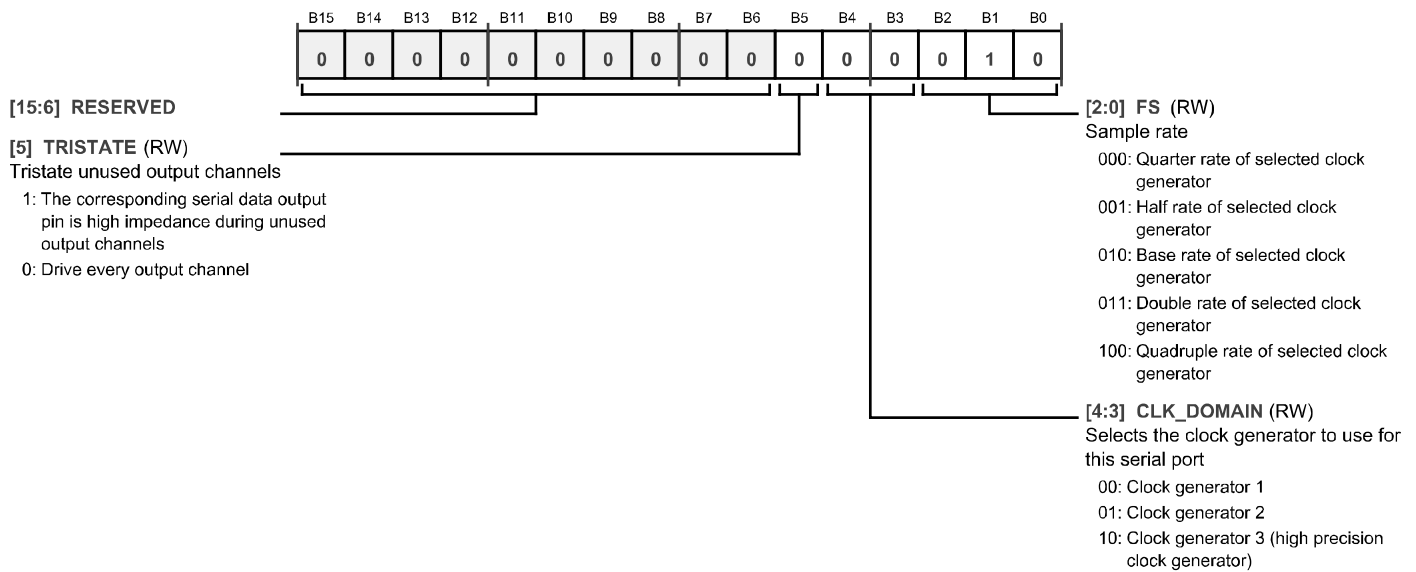 B15 B14 B13 B12 B11 B10 B9 B8 B7 B6 B5 B4 B3 B2 B1 B0
0 0 0 0 0 0 0 0 0 0 0 0 0 0 1 0
[15:6] RESERVED
[5] TRISTATE (RW)
Tristate unused output channels
1: The corresponding serial data output
pin is high impedance during unused
output channels
0: Drive every output channel
[2:0] FS (RW)
Sample rate
000: Quarter rate of selected clock
generator
001: Half rate of selected clock
generator
010: Base rate of selected clock
generator
011: Double rate of selected clock
generator
100: Quadruple rate of selected clock
generator
[4:3] CLK_DOMAIN (RW)
Selects the clock generator to use for
this serial port
00: Clock generator 1
01: Clock generator 2
10: Clock generator 3 (high precision
clock generator)